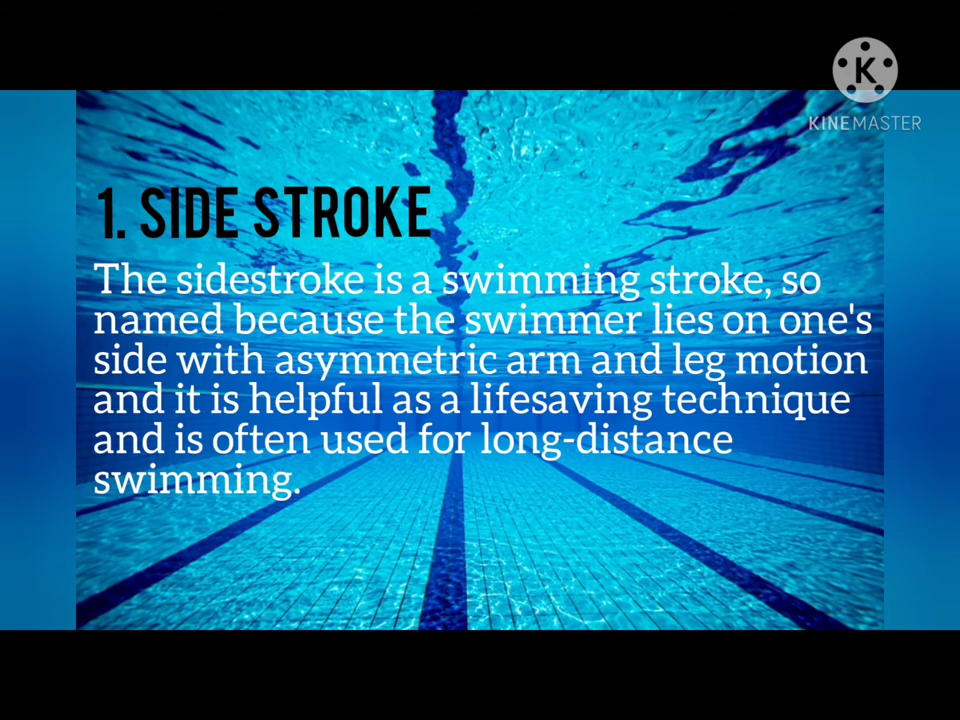 K
KINEMASTER
1. SIDE STROKE
The sidestroke is a swimming stroke, so
named because the swimmer lies on one's
side with asymmetric arm and leg motion
and it is helpful as a lifesaving technique
and is often used for long-distance
swimming.